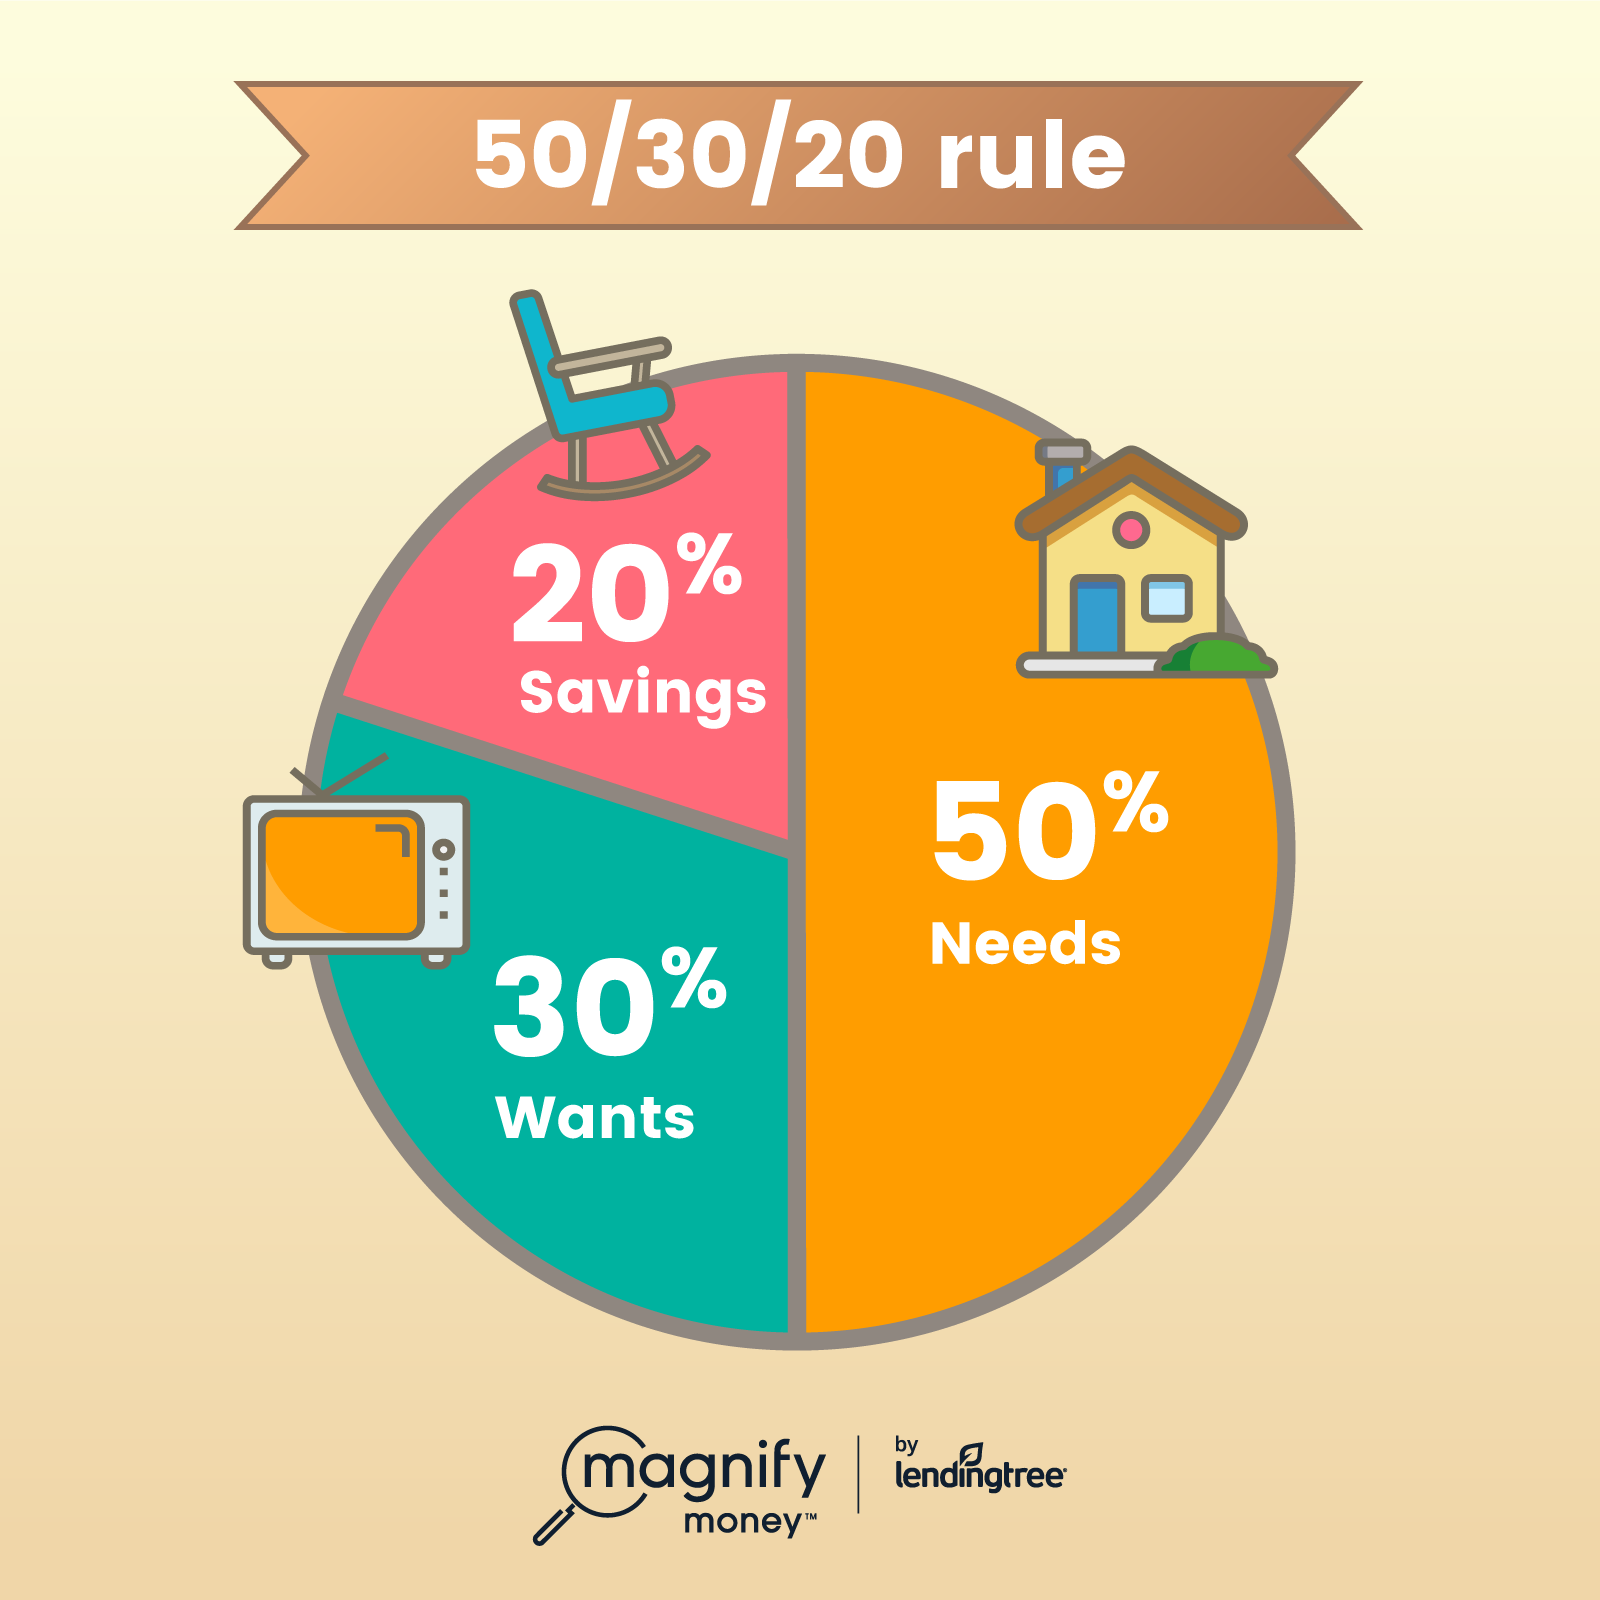 50/30/20 rule
20%
Savings
50%
Needs
30%
Wants
magnify
money™
by
lendingtree